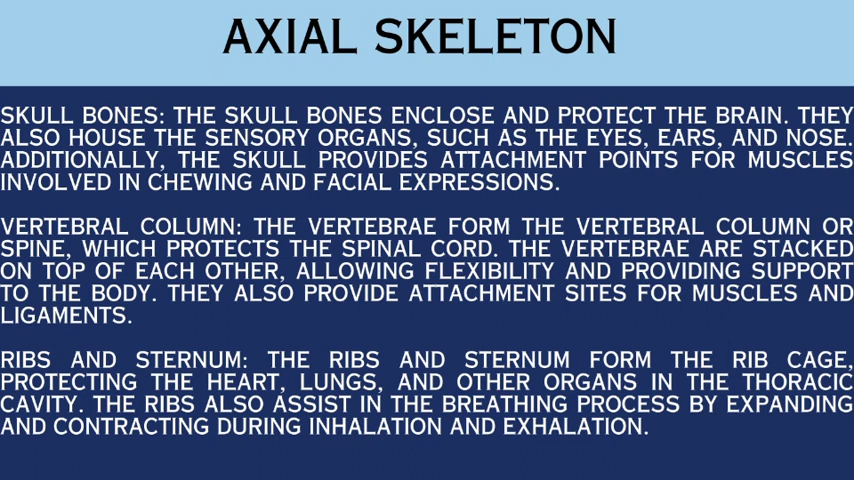 AXIAL SKELETON
SKULL BONES: THE SKULL BONES ENCLOSE AND PROTECT THE BRAIN. THEY
ALSO HOUSE THE SENSORY ORGANS, SUCH AS THE EYES, EARS, AND NOSE.
ADDITIONALLY, THE SKULL PROVIDES ATTACHMENT POINTS FOR MUSCLES
INVOLVED IN CHEWING AND FACIAL EXPRESSIONS.
VERTEBRAL COLUMN: THE VERTEBRAE FORM THE VERTEBRAL COLUMN OR
SPINE, WHICH PROTECTS THE SPINAL CORD. THE VERTEBRAE ARE STACKED
ON TOP OF EACH OTHER, ALLOWING FLEXIBILITY AND PROVIDING SUPPORT
TO THE BODY. THEY ALSO PROVIDE ATTACHMENT SITES FOR MUSCLES AND
LIGAMENTS.
RIBS AND STERNUM: THE RIBS AND STERNUM FORM THE RIB CAGE,
PROTECTING THE HEART, LUNGS, AND OTHER ORGANS IN THE THORACIC
CAVITY. THE RIBS ALSO ASSIST IN THE BREATHING PROCESS BY EXPANDING
AND CONTRACTING DURING INHALATION AND EXHALATION.